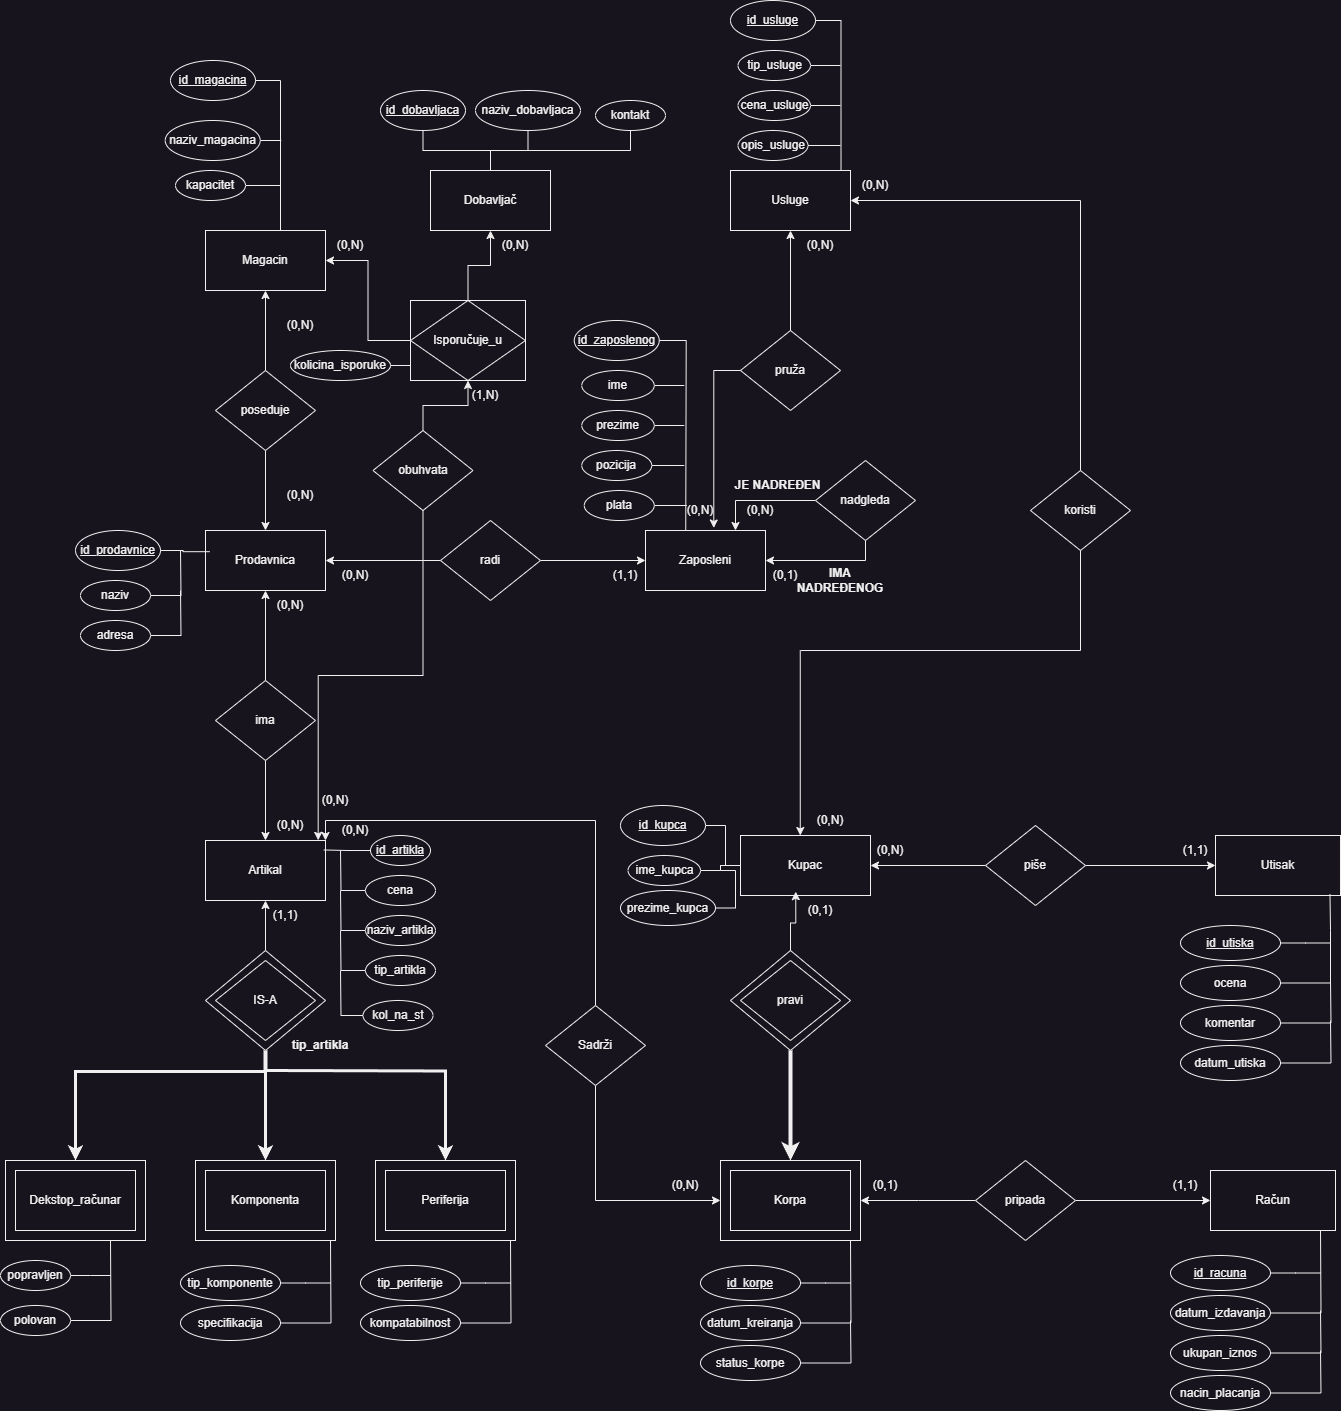 id_usluge
tip_usluge
cena_usluge
opis_usluge
id_magacina
naziv_magacina
kapacitet
id_dobavljaca
naziv_dobavljaca
kontakt
Dobavljač
Usluge
(0,N)
Magacin
(0,N)
(0,N)
(0,N)
(0,N)
Isporučuje_u
kolicina_isporuke
(1,N)
id_zaposlenog
ime
prezime
pozicija
plata
pruža
poseduje
obuhvata
(0,N)
JE NADREĐEN
(0,N)
(0,N)
nadgleda
koristi
id_prodavnice
naziv
adresa
Prodavnica
(0,N)
(0,N)
radi
(1,1)
Zaposleni
(0,1)
IMA
NADREĐENOG
ima
(0,N)
(0,N)
(0,N)
Artikal
(1,1)
id_artikla
cena
naziv_artikla
tip_artikla
kol_na_st
id_kupca
ime_kupca
prezime_kupca
(0,N)
Kupac
(0,N)
piše
(1,1)
Utisak
(0,1)
id_utiska
ocena
komentar
datum_utiska
IS-A
tip_artikla
Sadrži
pravi
Dekstop_računar
Komponenta
Periferija
(0,N)
Korpa
(0,1)
pripada
(1,1)
Račun
popravljen
polovan
tip_komponente
specifikacija
tip_periferije
kompatabilnost
id_korpe
datum_kreiranja
status_korpe
id_racuna
datum_izdavanja
ukupan_iznos
nacin_placanja